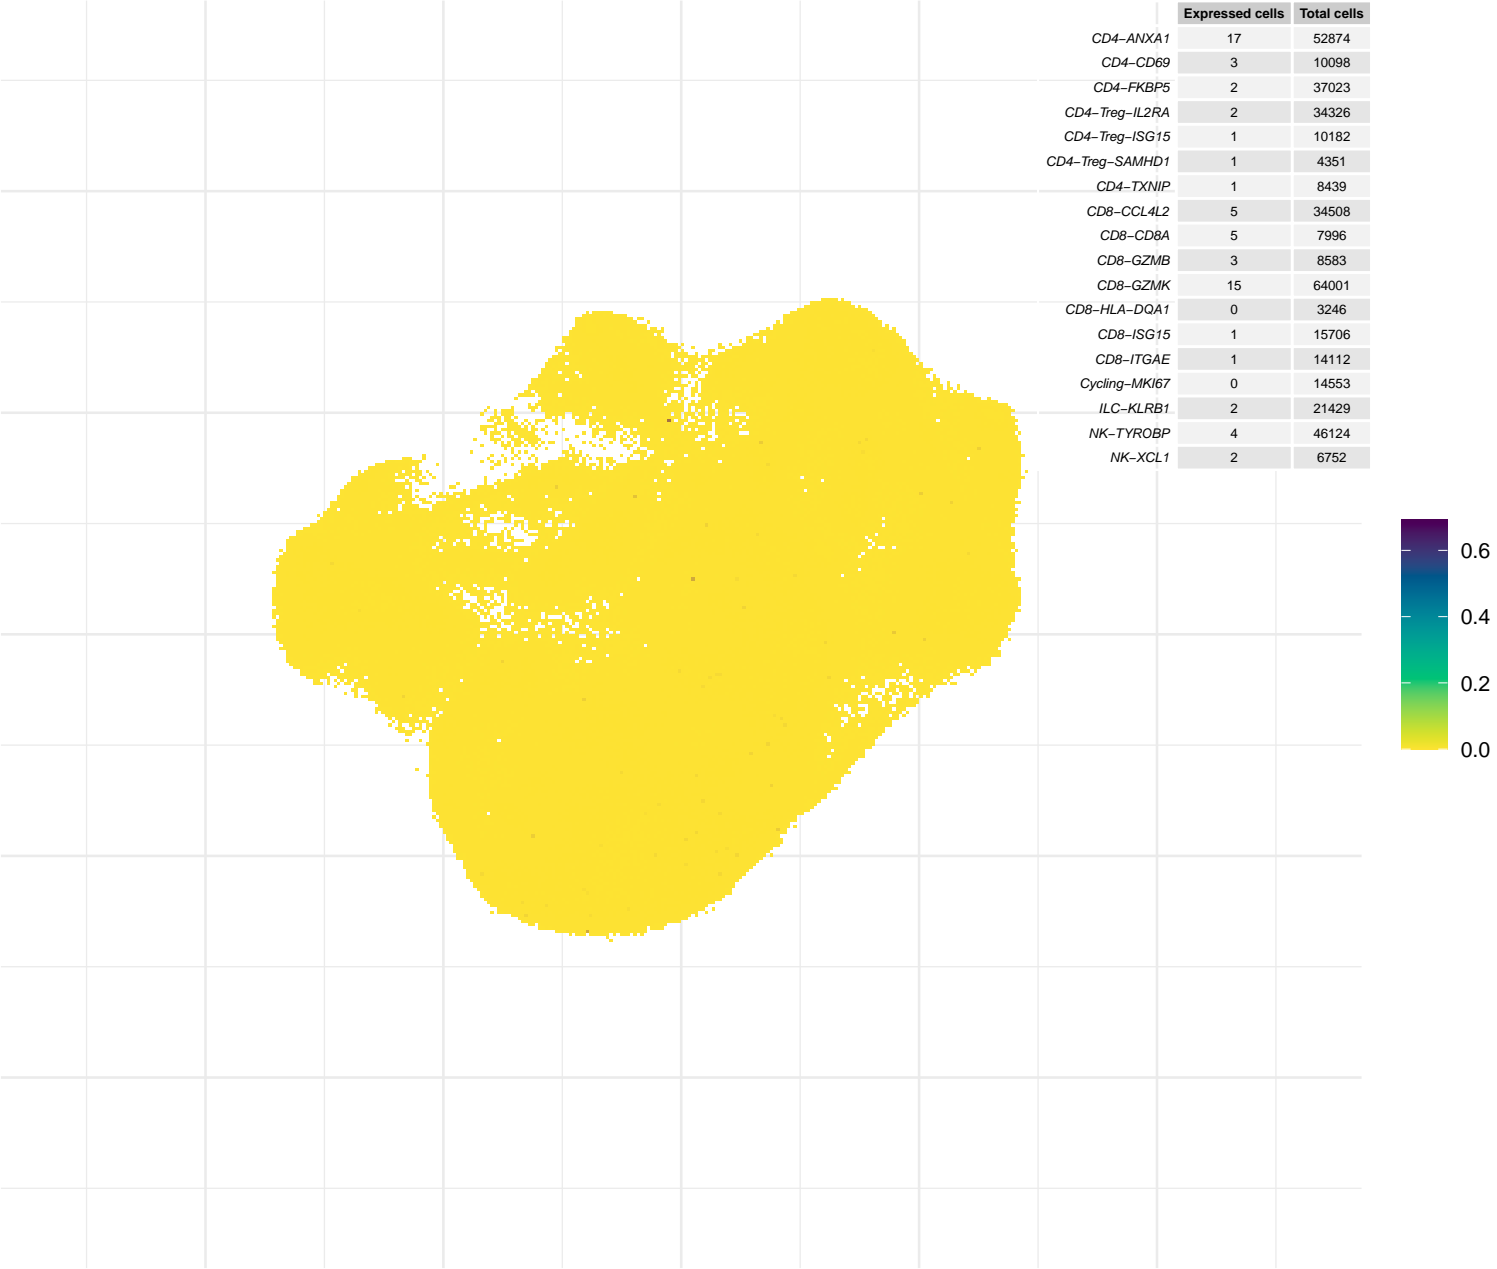 Expressed cells Total cells
CD4−ANXA1 17 52874
CD4−CD69 3 10098
CD4−FKBP5 2 37023
CD4−Treg−IL2RA 2 34326
CD4−Treg−ISG15 1 10182
CD4−Treg−SAMHD1 1 4351
CD4−TXNIP 1 8439
CD8−CCL4L2 5 34508
CD8−CD8A 5 7996
CD8−GZMB 3 8583
CD8−GZMK 15 64001
CD8−HLA−DQA1 0 3246
CD8−ISG15 1 15706
CD8−ITGAE 1 14112
Cycling−MKI67 0 14553
ILC−KLRB1 2 21429
NK−TYROBP 4 46124
NK−XCL1 2 6752
0.6
0.4
0.2
0.0